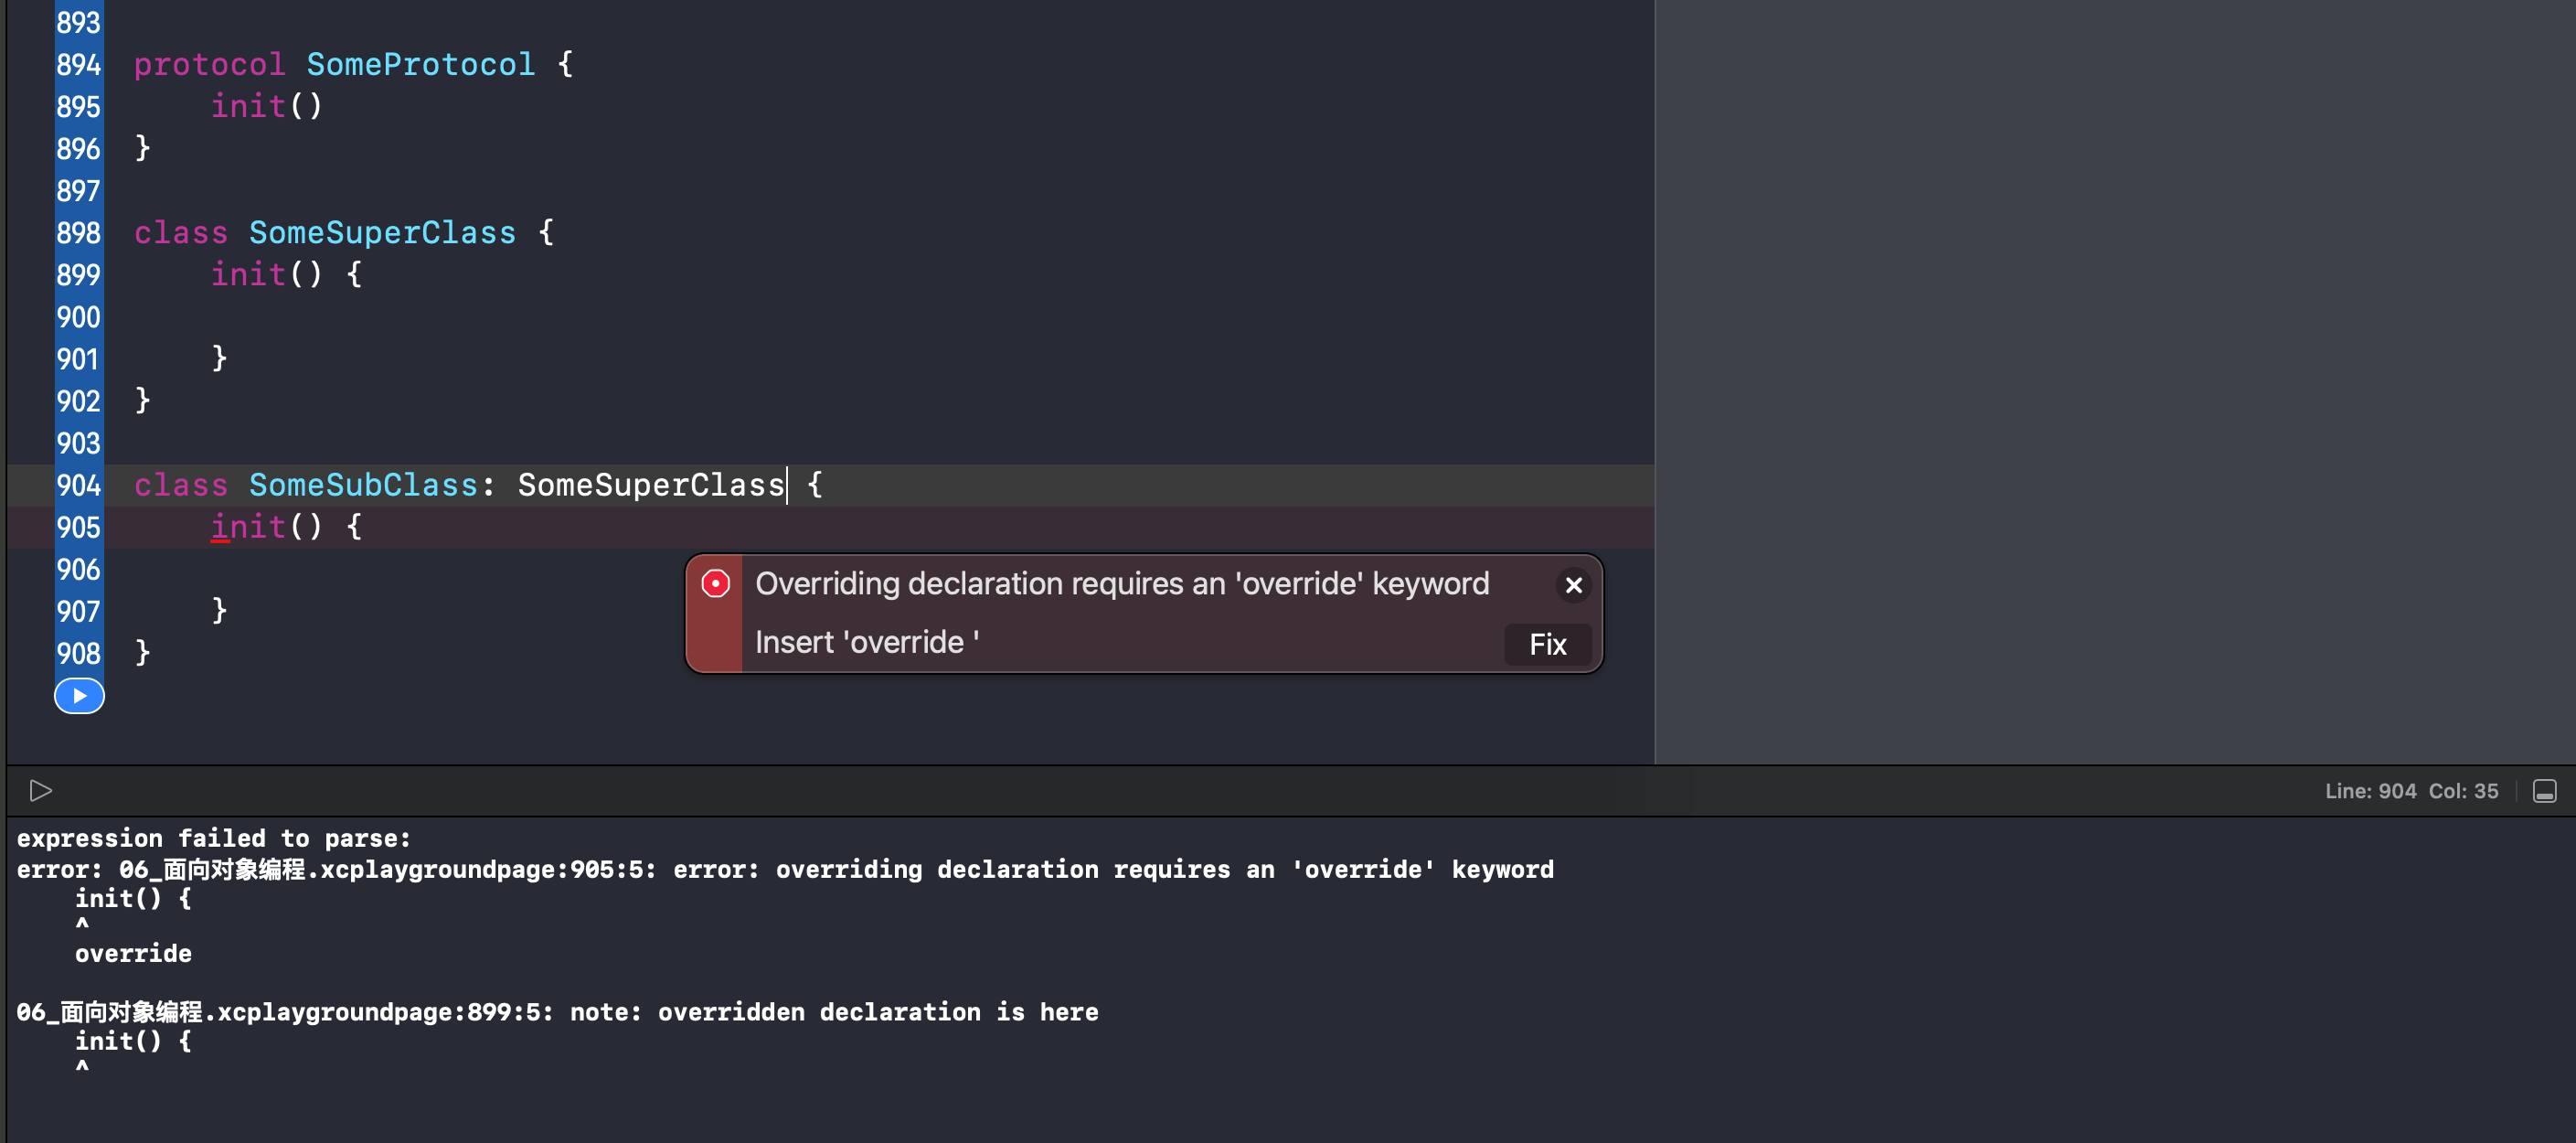 893
894 protocol SomeProtocol {
895     init()
896 }
897
898 class SomeSuperClass {
899     init() {
900
901     }
902 }
903
904 class SomeSubClass: SomeSuperClass {
905     init() {
906
907     }
908 }
Overriding declaration requires an 'override' keyword
Insert 'override '
Fix
Line: 904 Col: 35
expression failed to parse:
error: 06_面向对象编程.xcplaygroundpage:905:5: error: overriding declaration requires an 'override' keyword
    init() {
    ^
    override
06_面向对象编程.xcplaygroundpage:899:5: note: overridden declaration is here
    init() {
    ^